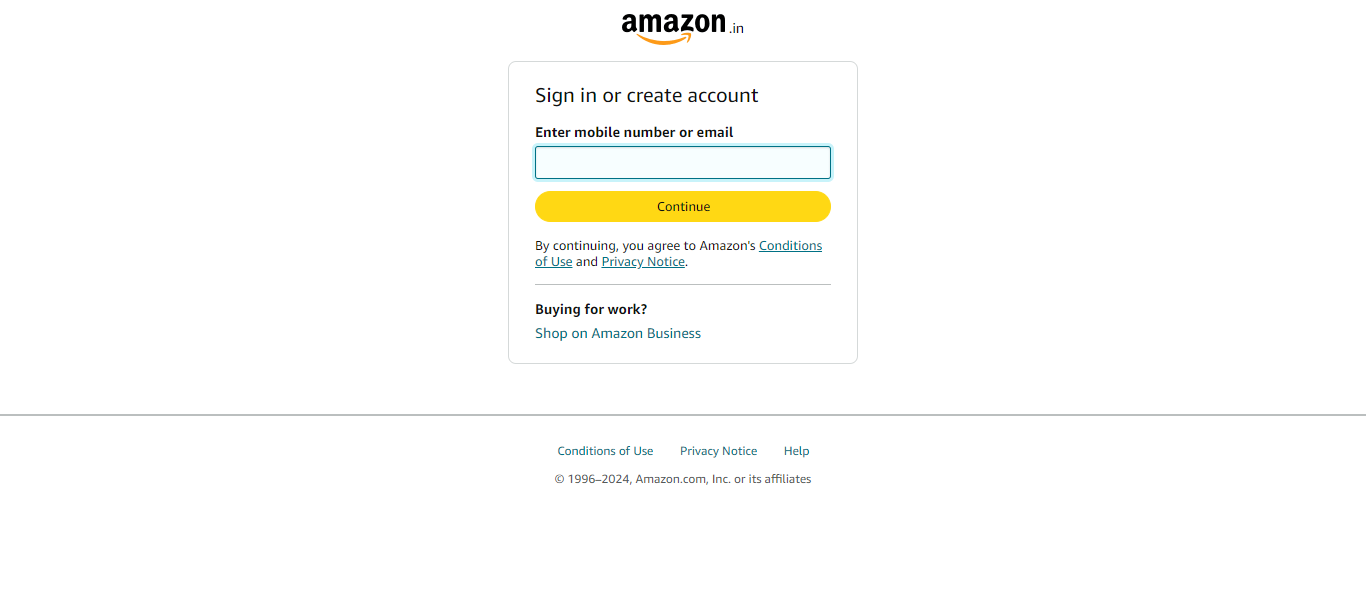 amazon.in
Sign in or create account
Enter mobile number or email
Continue
By continuing, you agree to Amazon's Conditions
of Use and Privacy Notice.
Buying for work?
Shop on Amazon Business
Conditions of Use Privacy Notice Help
© 1996–2024, Amazon.com, Inc. or its affiliates